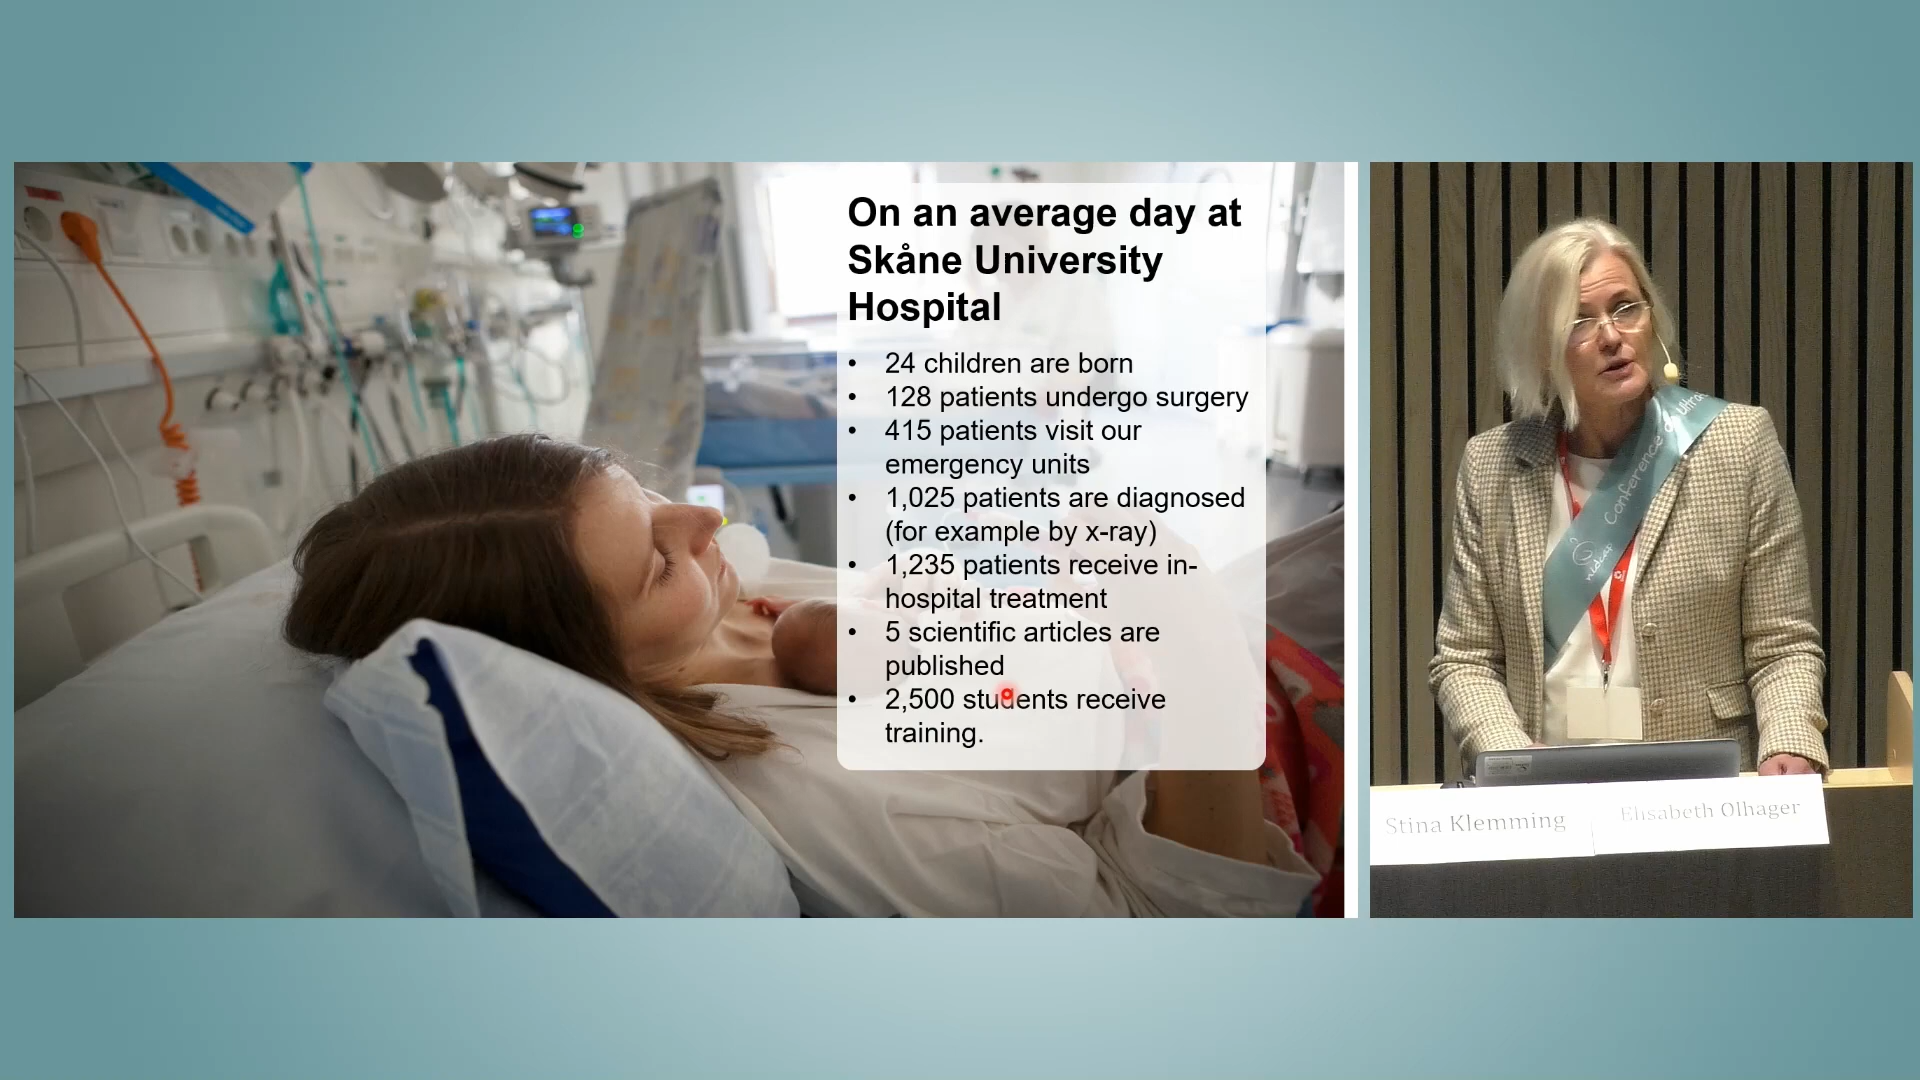 On an average day at
Skåne University
Hospital
• 24 children are born
• 128 patients undergo surgery
• 415 patients visit our
emergency units
• 1,025 patients are diagnosed
(for example by x-ray)
• 1,235 patients receive in-
hospital treatment
• 5 scientific articles are
published
• 2,500 students receive
training.
nidcap Conference
Stina Klemming
Elisabeth Olhager